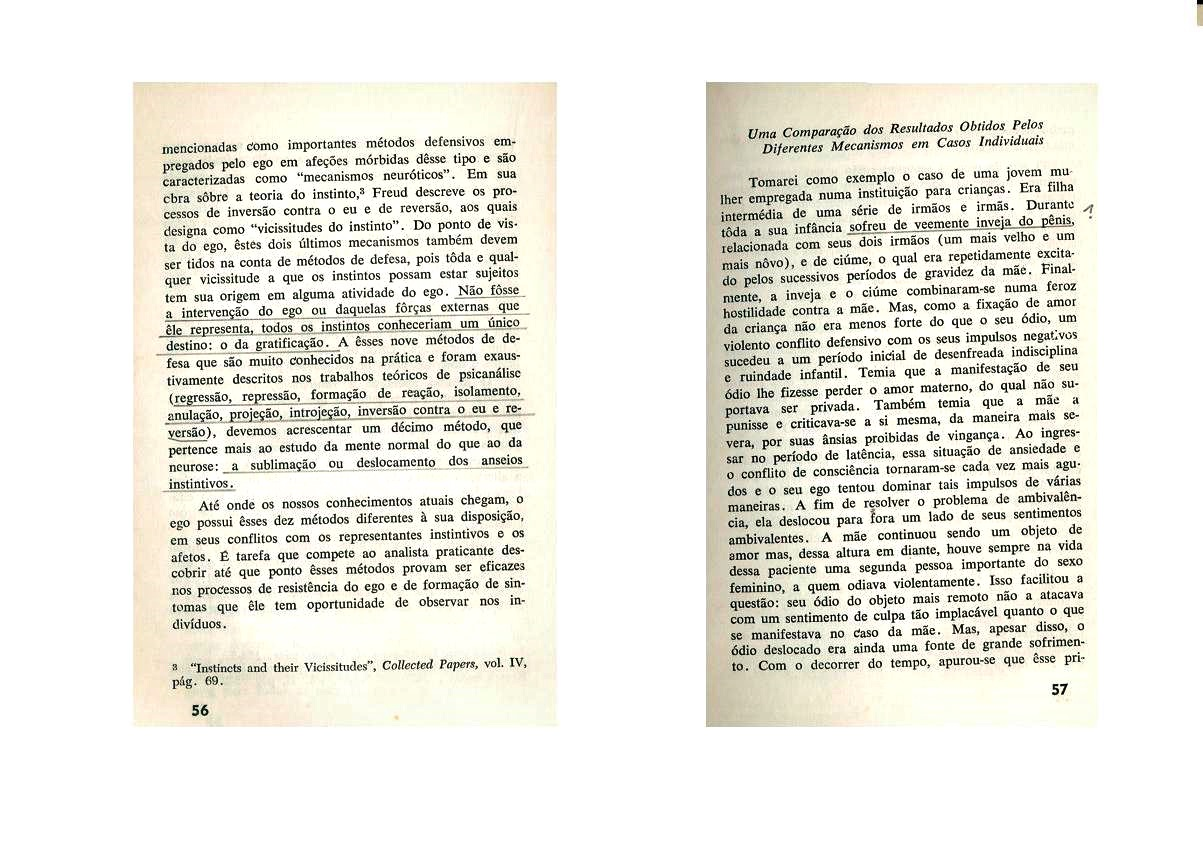 mencionadas como importantes métodos defensivos em-
pregados pelo ego em afeções mórbidas dêsse tipo e são
caracterizadas como “mecanismos neuróticos”. Em sua
cbra sôbre a teoria do instinto,³ Freud descreve os pro-
cessos de inversão contra o eu e de reversão, aos quais
designa como “vicissitudes do instinto”. Do ponto de vis-
ta do ego, êstes dois últimos mecanismos também devem
ser tidos na conta de métodos de defesa, pois tôda e qual-
quer vicissitude a que os instintos possam estar sujeitos
tem sua origem em alguma atividade do ego. Não fôsse
a intervenção do ego ou daquelas fôrças externas que
êle representa, todos os instintos conheceriam um único
destino: o da gratificação. A êsses nove métodos de de-
fesa que são muito conhecidos na prática e foram exaus-
tivamente descritos nos trabalhos teóricos de psicanálise
(regressão, repressão, formação de reação, isolamento,
anulação, projeção, introjeção, inversão contra o eu e re-
versão), devemos acrescentar um décimo método, que
pertence mais ao estudo da mente normal do que ao da
neurose: a sublimação ou deslocamento dos anseios
instintivos.
Até onde os nossos conhecimentos atuais chegam, o
ego possui êsses dez métodos diferentes à sua disposição,
em seus conflitos com os representantes instintivos e os
afetos. É tarefa que compete ao analista praticante des-
cobrir até que ponto êsses métodos provam ser eficazes
nos processos de resistência do ego e de formação de sin-
tomas que êle tem oportunidade de observar nos in-
divíduos.
³ “Instincts and their Vicissitudes”, Collected Papers, vol. IV,
pág. 69.
56
Uma Comparação dos Resultados Obtidos Pelos
Diferentes Mecanismos em Casos Individuais
Tomarei como exemplo o caso de uma jovem mu-
lher empregada numa instituição para crianças. Era filha
intermédia de uma série de irmãos e irmãs. Durante
tôda a sua infância sofreu de veemente inveja do pênis,
relacionada com seus dois irmãos (um mais velho e um
mais nôvo), e de ciúme, o qual era repetidamente excita-
do pelos sucessivos períodos de gravidez da mãe. Final-
mente, a inveja e o ciúme combinaram-se numa feroz
hostilidade contra a mãe. Mas, como a fixação de amor
da criança não era menos forte do que o seu ódio, um
violento conflito defensivo com os seus impulsos negativos
sucedeu a um período inicial de desenfreada indisciplina
e ruindade infantil. Temia que a manifestação de seu
ódio lhe fizesse perder o amor materno, do qual não su-
portava ser privada. Também temia que a mãe a
punisse e criticava-se a si mesma, da maneira mais se-
vera, por suas ânsias proibidas de vingança. Ao ingres-
sar no período de latência, essa situação de ansiedade e
o conflito de consciência tornaram-se cada vez mais agu-
dos e o seu ego tentou dominar tais impulsos de várias
maneiras. A fim de resolver o problema de ambivalên-
cia, ela deslocou para fora um lado de seus sentimentos
ambivalentes. A mãe continuou sendo um objeto de
amor mas, dessa altura em diante, houve sempre na vida
dessa paciente uma segunda pessoa importante do sexo
feminino, a quem odiava violentamente. Isso facilitou a
questão: seu ódio do objeto mais remoto não a atacava
com um sentimento de culpa tão implacável quanto o que
se manifestava no caso da mãe. Mas, apesar disso, o
ódio deslocado era ainda uma fonte de grande sofrimen-
to. Com o decorrer do tempo, apurou-se que êsse pri-
57